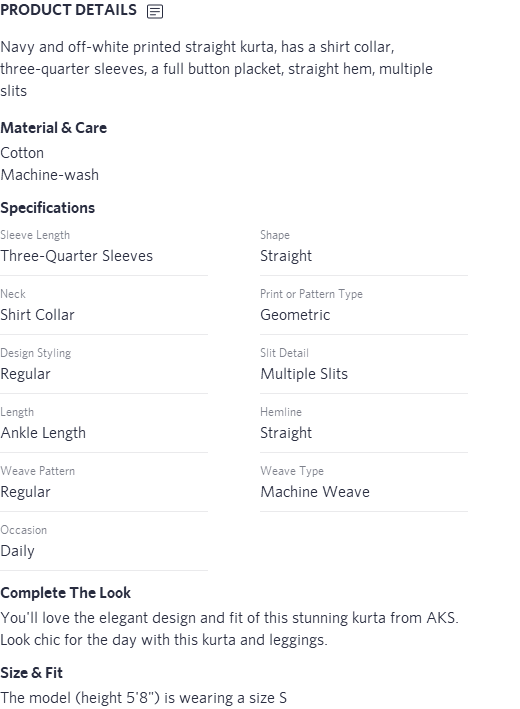 PRODUCT DETAILS
Navy and off-white printed straight kurta, has a shirt collar,
three-quarter sleeves, a full button placket, straight hem, multiple
slits
Material & Care
Cotton
Machine-wash
Specifications
Sleeve Length
Three-Quarter Sleeves
Shape
Straight
Neck
Shirt Collar
Print or Pattern Type
Geometric
Design Styling
Regular
Slit Detail
Multiple Slits
Length
Ankle Length
Hemline
Straight
Weave Pattern
Regular
Weave Type
Machine Weave
Occasion
Daily
Complete The Look
You'll love the elegant design and fit of this stunning kurta from AKS.
Look chic for the day with this kurta and leggings.
Size & Fit
The model (height 5'8") is wearing a size S